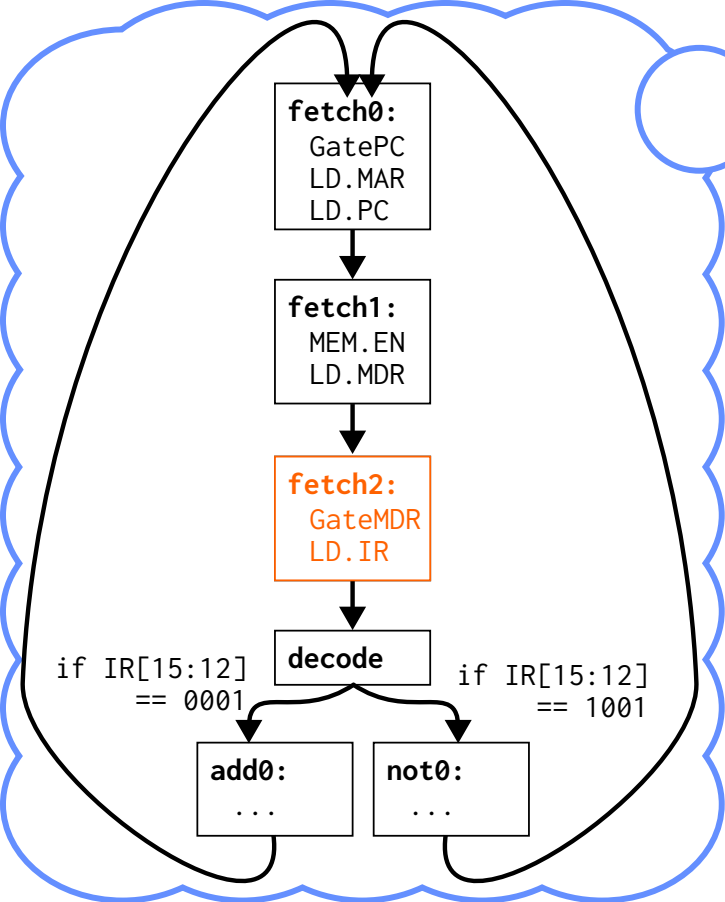 fetch0:
GatePC
LD.MAR
LD.PC
fetch1:
MEM.EN
LD.MDR
fetch2:
GateMDR
LD.IR
decode
if IR[15:12]
== 0001
if IR[15:12]
== 1001
add0:
...
not0:
...